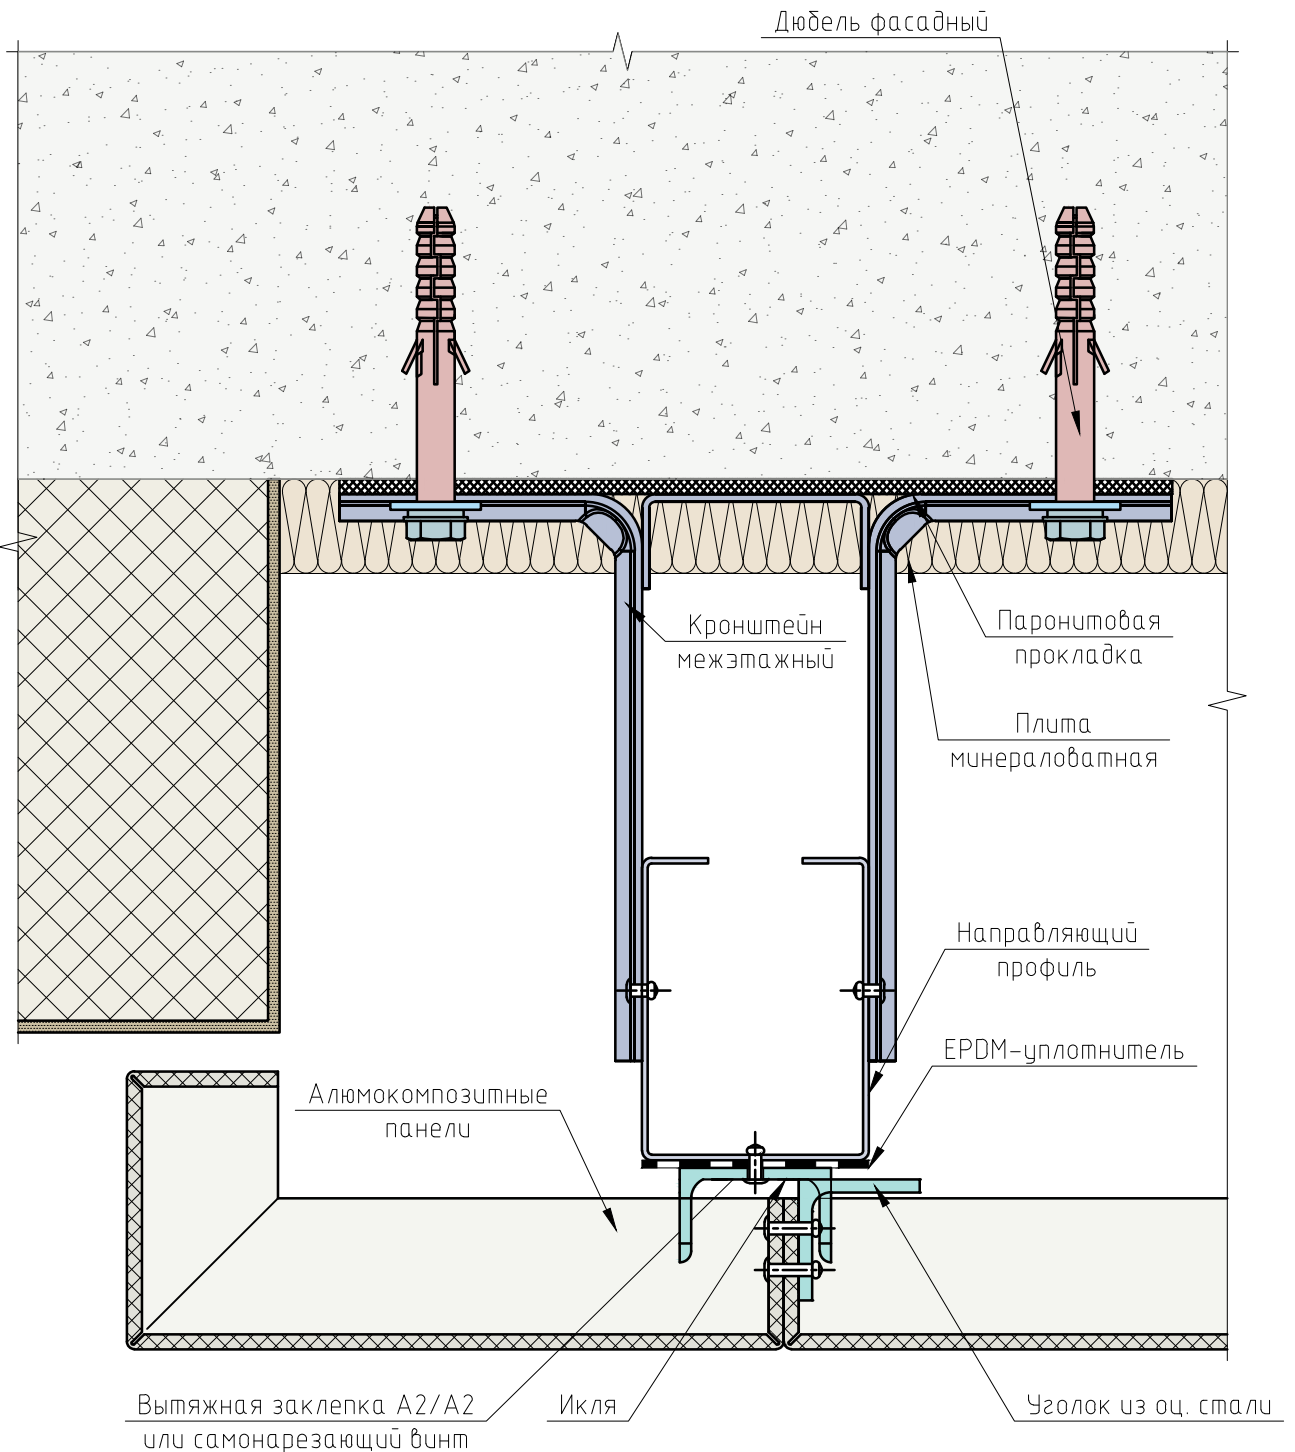 Дюбель фасадный
Кронштейн
межэтажный
Паронитовая
прокладка
Плита
минераловатная
Направляющий
профиль
EPDM-уплотнитель
Алюмокомпозитные
панели
Вытяжная заклепка А2/А2
или самонарезающий винт
Икля
Уголок из оц. стали